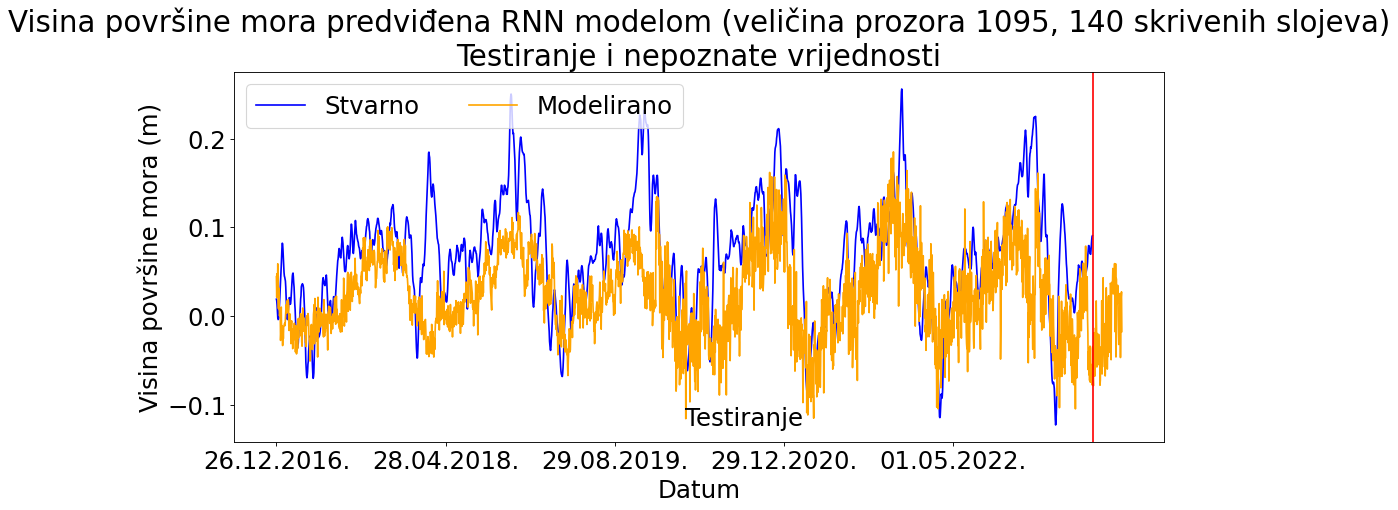 Visina površine mora predviđena RNN modelom (veličina prozora 1095, 140 skrivenih slojeva)
Testiranje i nepoznate vrijednosti
Stvarno
Modelirano
Visina površine mora (m)
0.2
0.1
0.0
−0.1
Testiranje
26.12.2016.
28.04.2018.
29.08.2019.
29.12.2020.
01.05.2022.
Datum